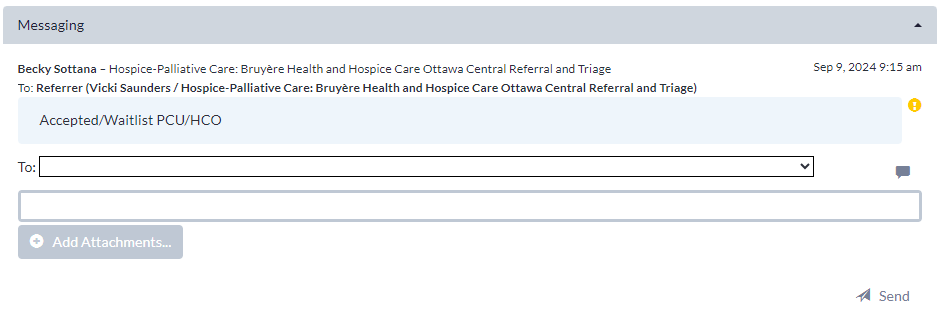 Messaging
Becky Sottana – Hospice-Palliative Care: Bruyère Health and Hospice Care Ottawa Central Referral and Triage
Sep 9, 2024 9:15 am
To: Referrer (Vicki Saunders / Hospice-Palliative Care: Bruyère Health and Hospice Care Ottawa Central Referral and Triage)
Accepted/Waitlist PCU/HCO
To:
Add Attachments...
Send